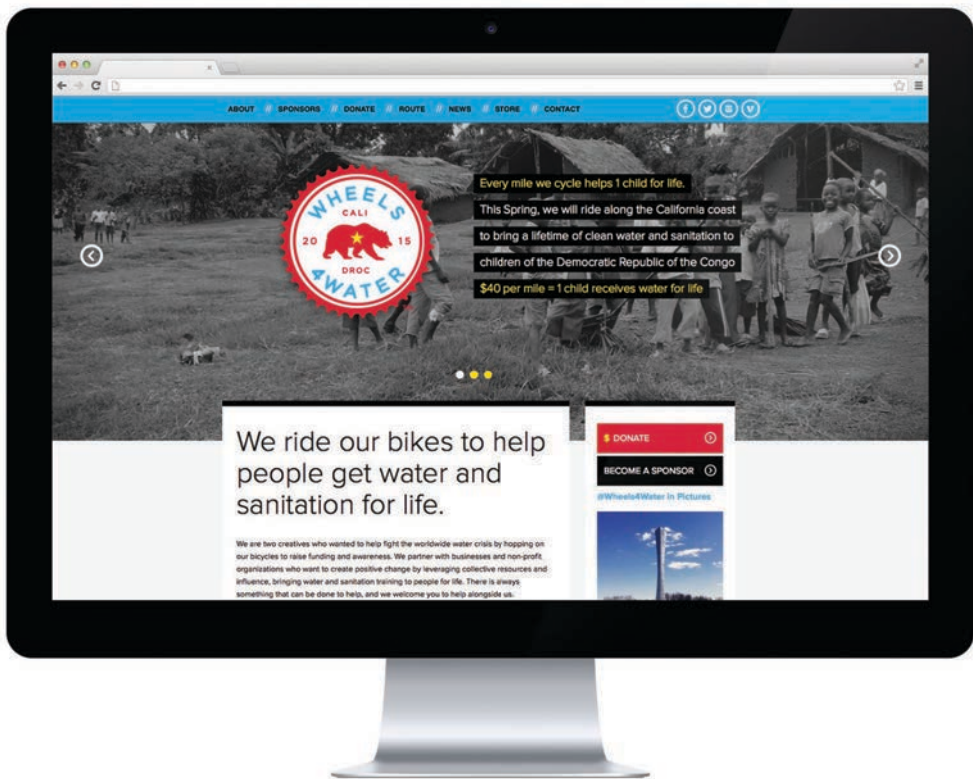 ABOUT // SPONSORS // DONATE // ROUTE // NEWS // STORE // CONTACT
WHEELS
CALI
20 15
DROC
4WATER
Every mile we cycle helps 1 child for life.
This Spring, we will ride along the California coast
to bring a lifetime of clean water and sanitation to
children of the Democratic Republic of the Congo
$40 per mile = 1 child receives water for life
We ride our bikes to help
people get water and
sanitation for life.
We are two creatives who wanted to help fight the worldwide water crisis by hopping on
our bicycles to raise funding and awareness. We partner with businesses and non-profit
organizations who want to create positive change by leveraging collective resources and
influence, bringing water and sanitation training to people for life. There is always
something that can be done to help, and we welcome you to help alongside us.
$ DONATE
BECOME A SPONSOR
#Wheels4Water in Pictures